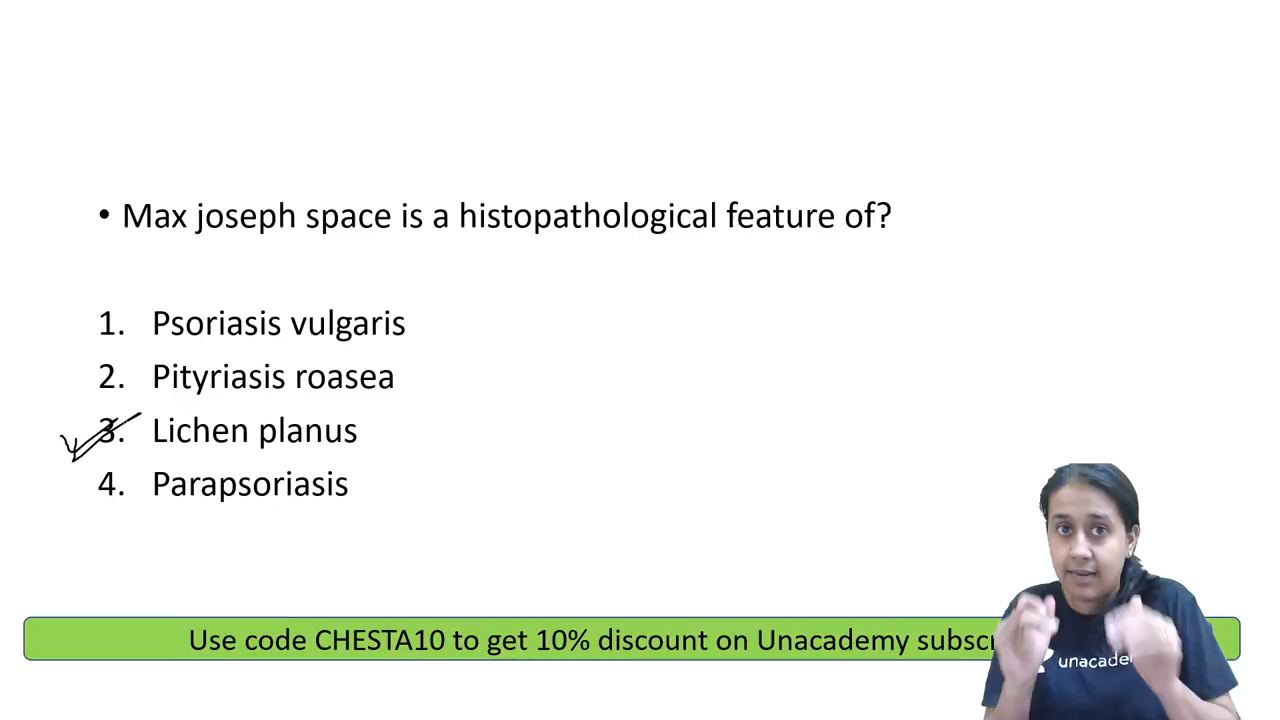 • Max joseph space is a histopathological feature of?
1. Psoriasis vulgaris
2. Pityriasis roasea
3. Lichen planus
4. Parapsoriasis
Use code CHESTA10 to get 10% discount on Unacademy
unacade